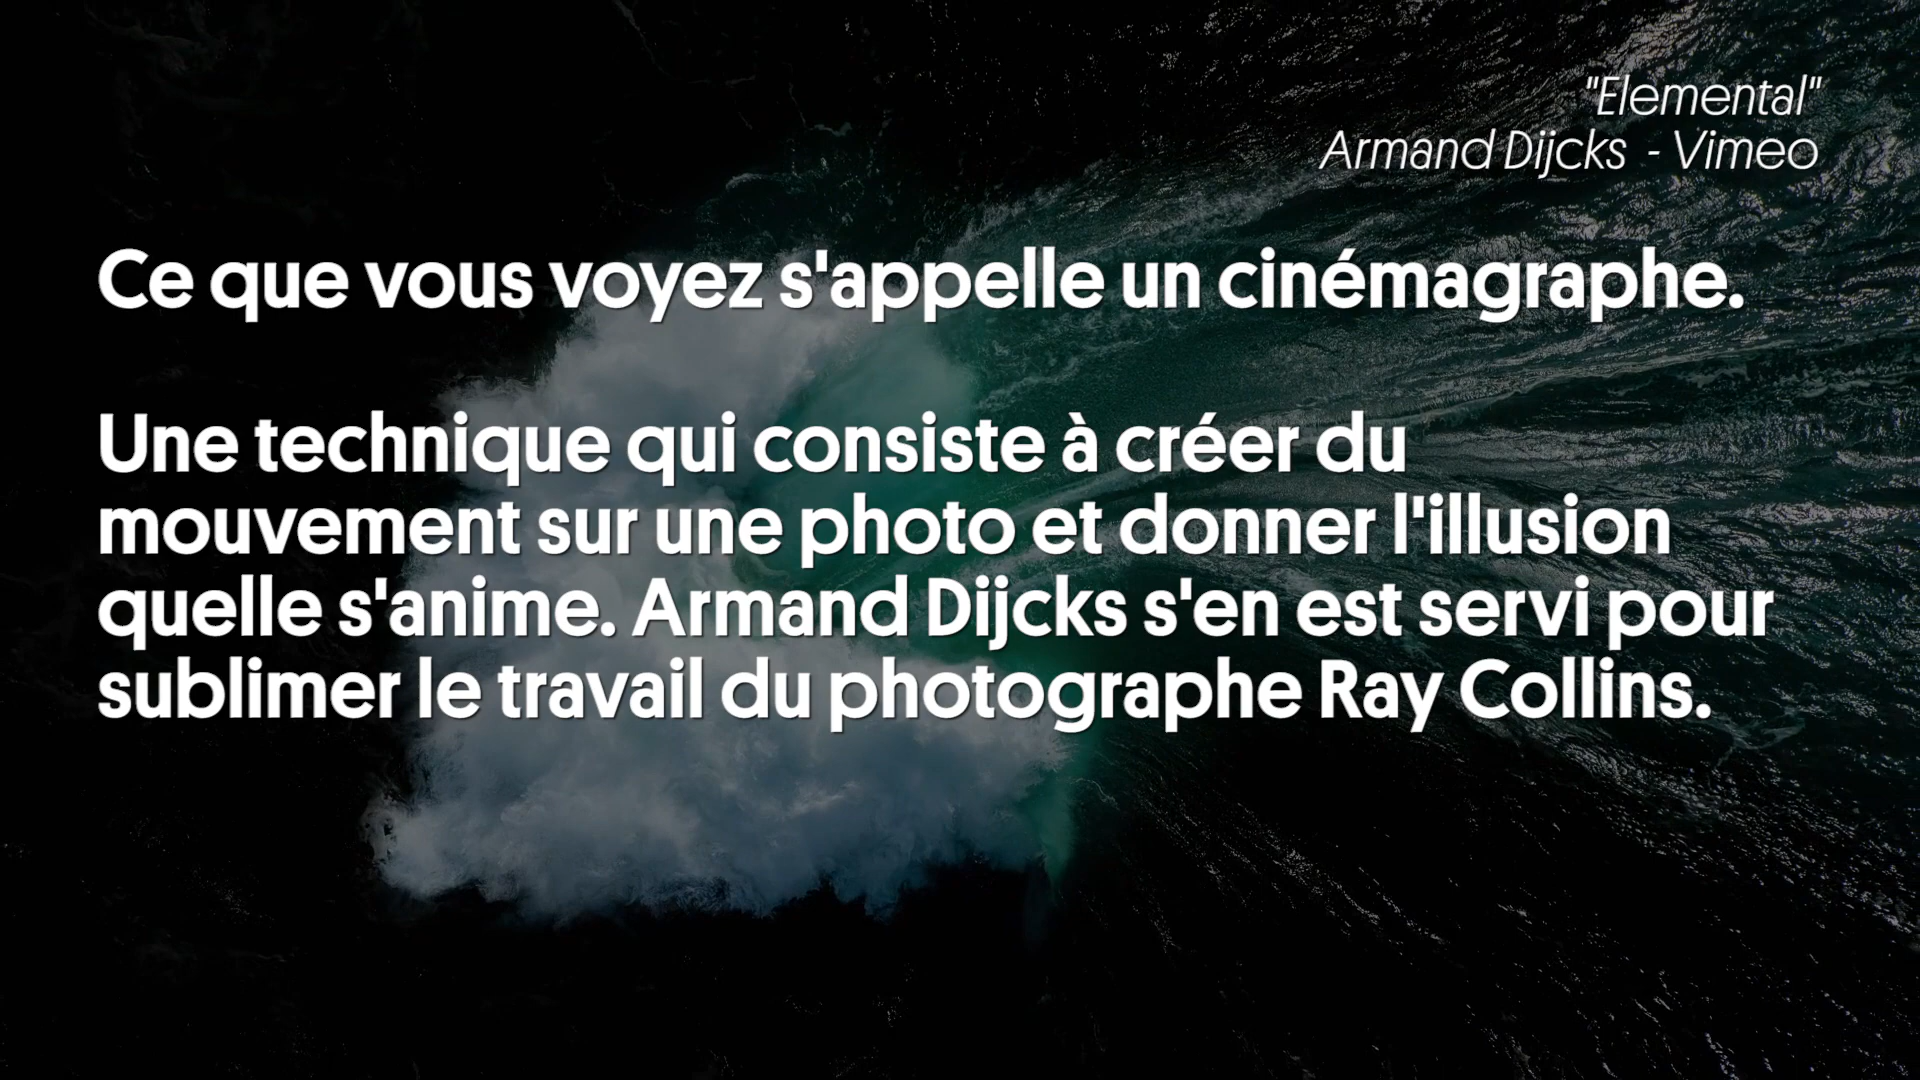 "Elemental"
Armand Dijcks - Vimeo
Ce que vous voyez s'appelle un cinémagraphe.
Une technique qui consiste à créer du
mouvement sur une photo et donner l'illusion
quelle s'anime. Armand Dijcks s'en est servi pour
sublimer le travail du photographe Ray Collins.